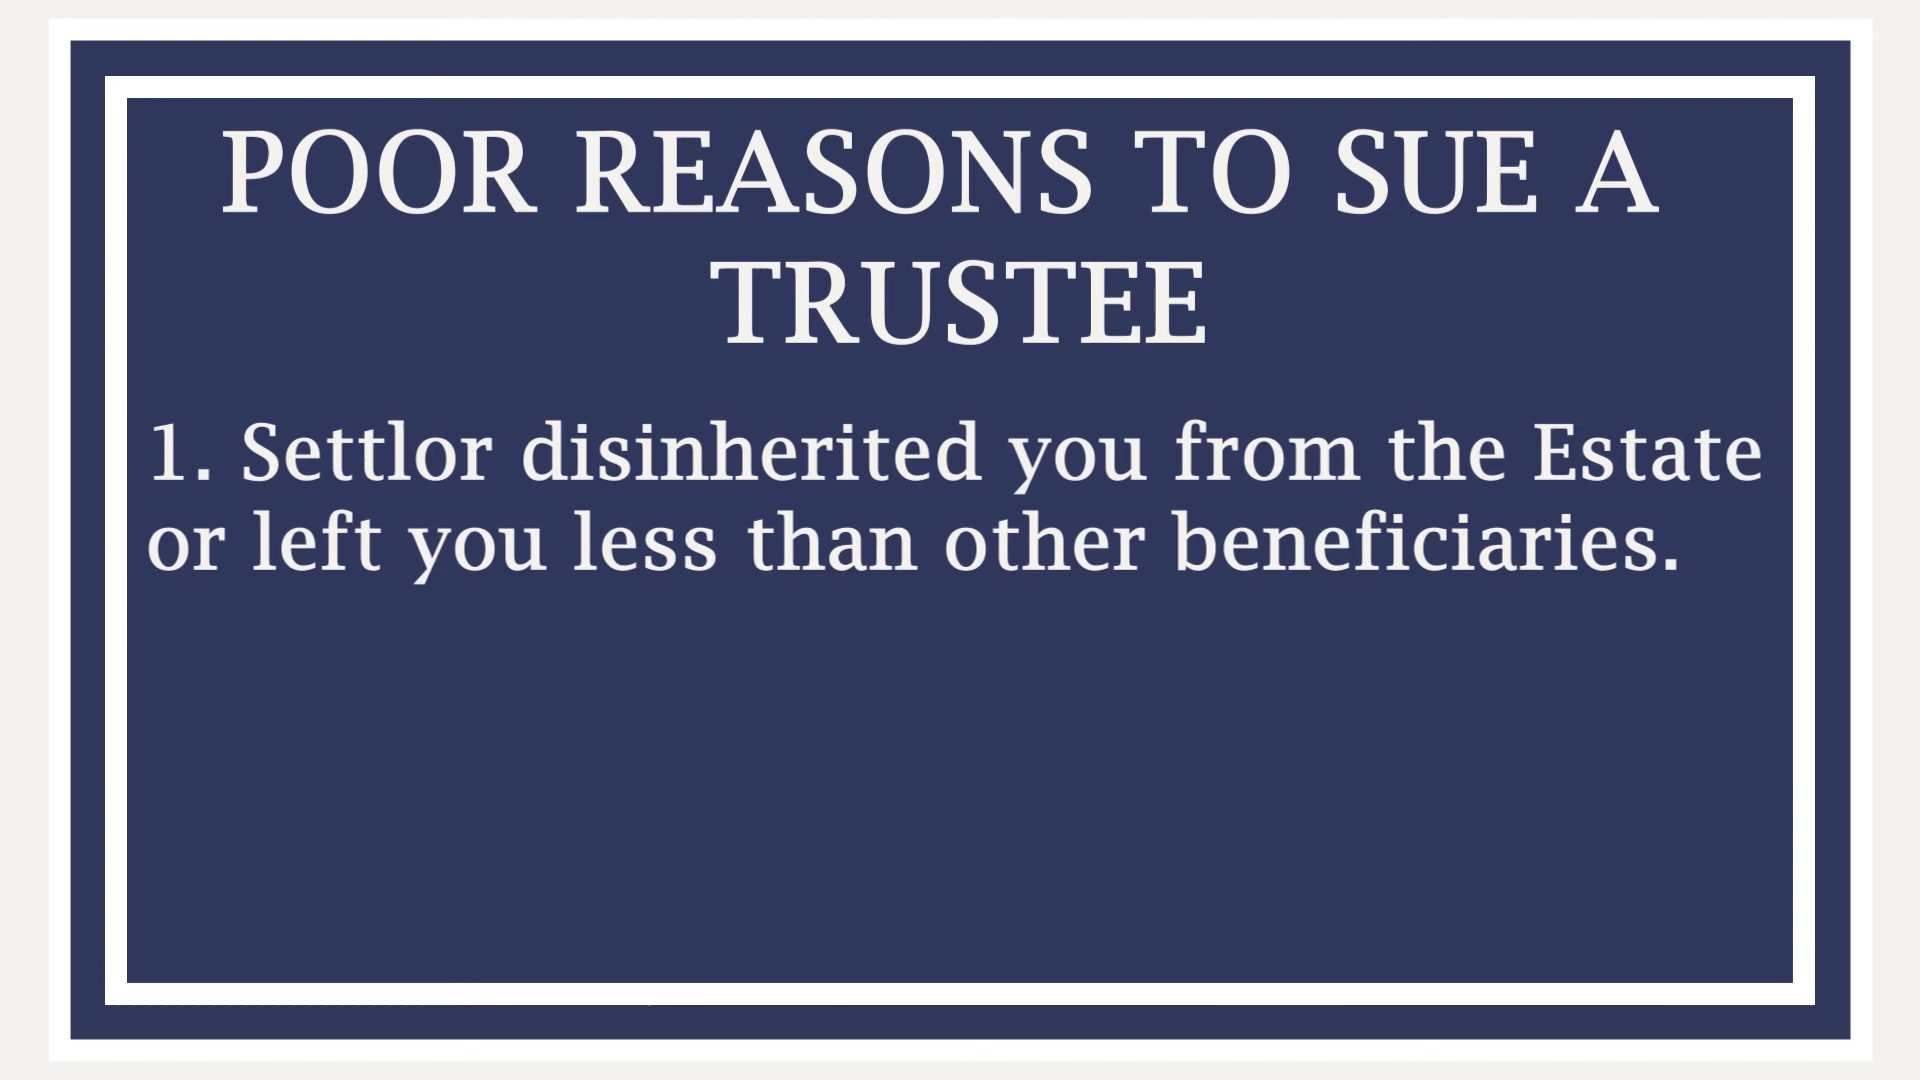 POOR REASONS TO SUE A
TRUSTEE
1. Settlor disinherited you from the Estate
or left you less than other beneficiaries.